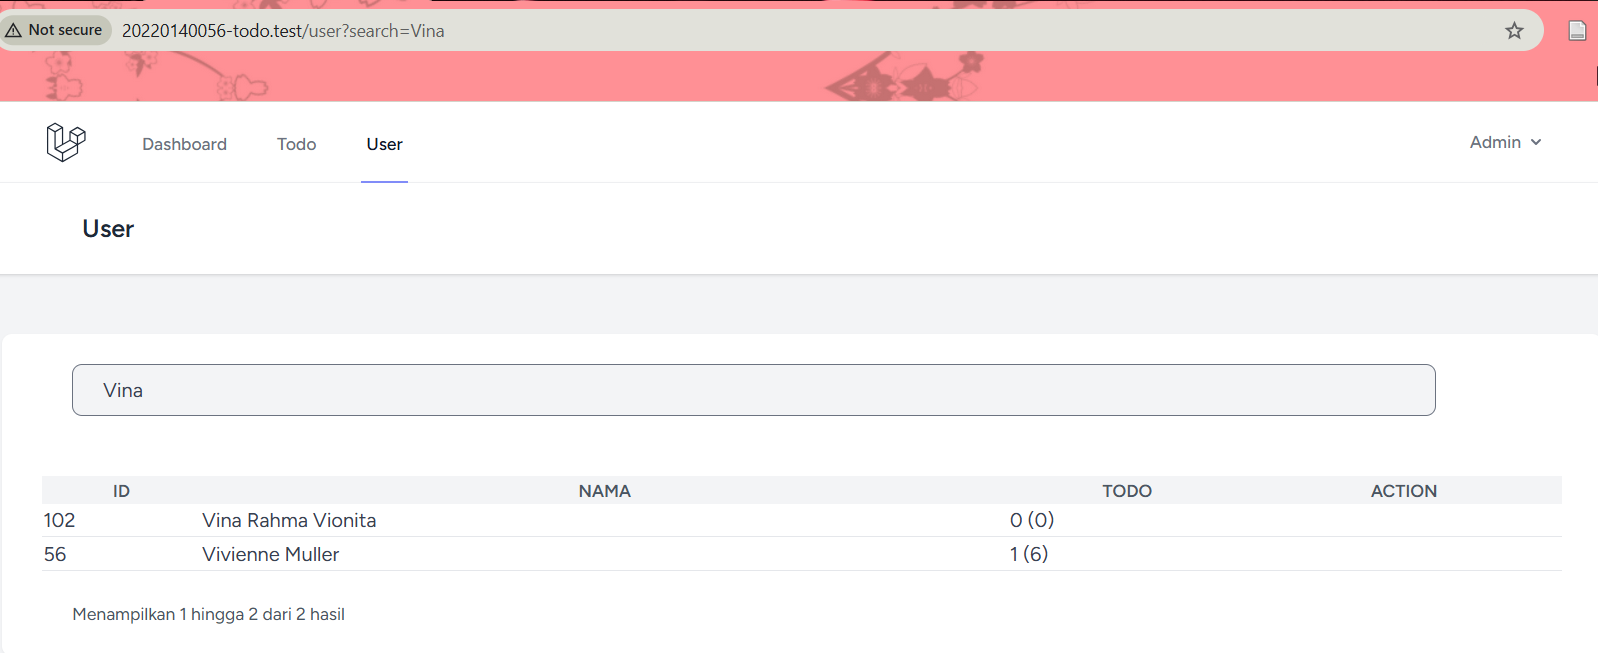 Not secure 20220140056-todo.test/user?search=Vina
Dashboard Todo User Admin
User
Vina
ID NAMA TODO ACTION
102 Vina Rahma Vionita 0 (0)
56 Vivienne Muller 1 (6)
Menampilkan 1 hingga 2 dari 2 hasil